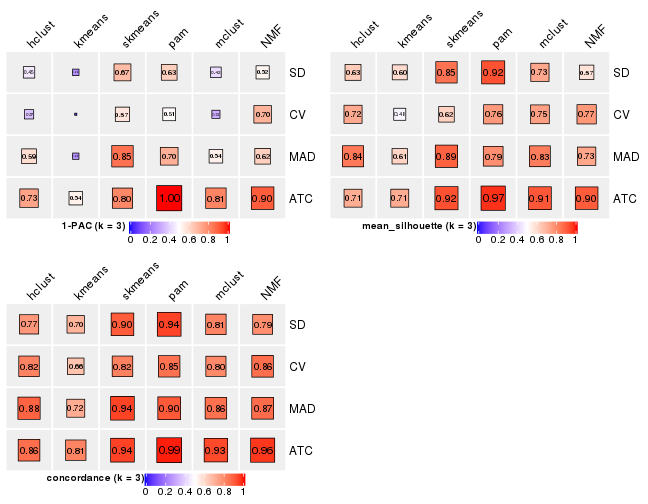 hclust kmeans skmeans pam mclust NMF
0.67 0.63 0.52 SD
0.57 0.51 0.70 CV
0.59 0.85 0.70 0.54 0.62 MAD
0.73 0.54 0.80 1.00 0.81 0.90 ATC
1-PAC (k = 3)
0 0.2 0.4 0.6 0.8 1
hclust kmeans skmeans pam mclust NMF
0.63 0.60 0.85 0.92 0.73 0.57 SD
0.72 0.62 0.76 0.75 0.77 CV
0.84 0.61 0.89 0.79 0.83 0.73 MAD
0.71 0.71 0.92 0.97 0.91 0.90 ATC
mean_silhouette (k = 3)
0 0.2 0.4 0.6 0.8 1
hclust kmeans skmeans pam mclust NMF
0.77 0.70 0.90 0.94 0.81 0.79 SD
0.82 0.66 0.82 0.85 0.80 0.86 CV
0.88 0.72 0.94 0.90 0.86 0.87 MAD
0.86 0.81 0.94 0.99 0.93 0.96 ATC
concordance (k = 3)
0 0.2 0.4 0.6 0.8 1